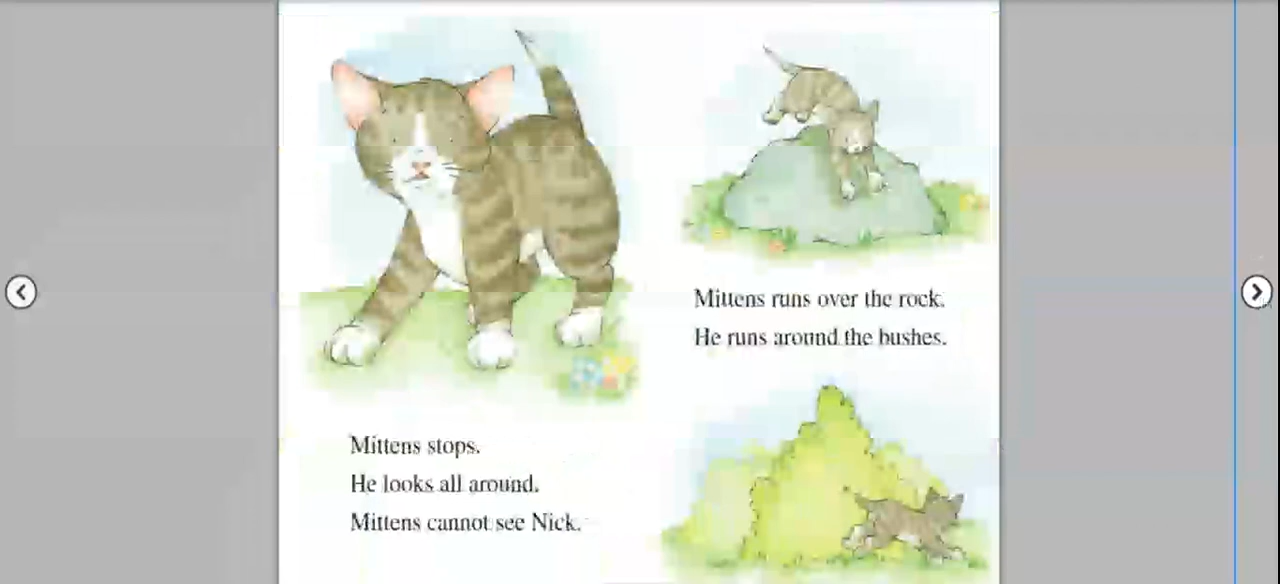 Mittens stops.
He looks all around.
Mittens cannot see Nick.
Mittens runs over the rock.
He runs around the bushes.